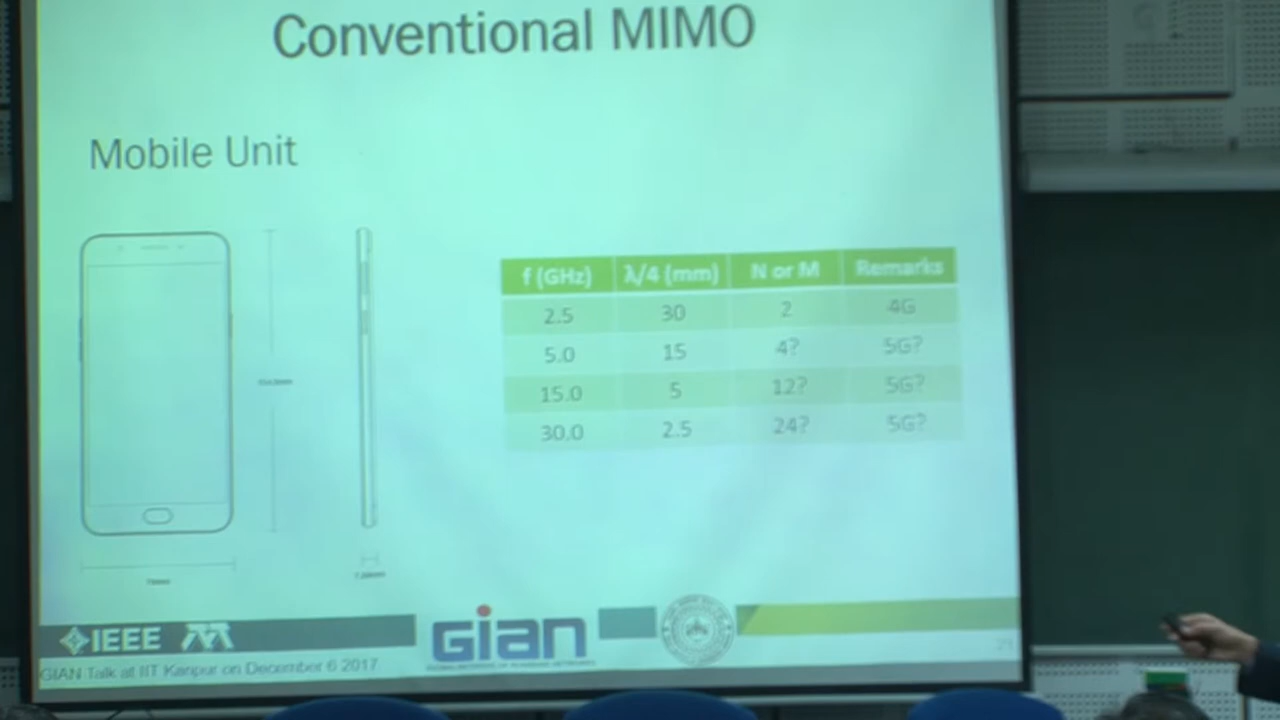 Conventional MIMO
Mobile Unit
f (GHz) λ/4 (mm) N or M Remarks
2.5 30 2 4G
5.0 15 4? 5G?
15.0 5 12? 5G?
30.0 2.5 24? 5G?
IEEE
Gian
GIAN Talk at IIT Kanpur on December 6 2017